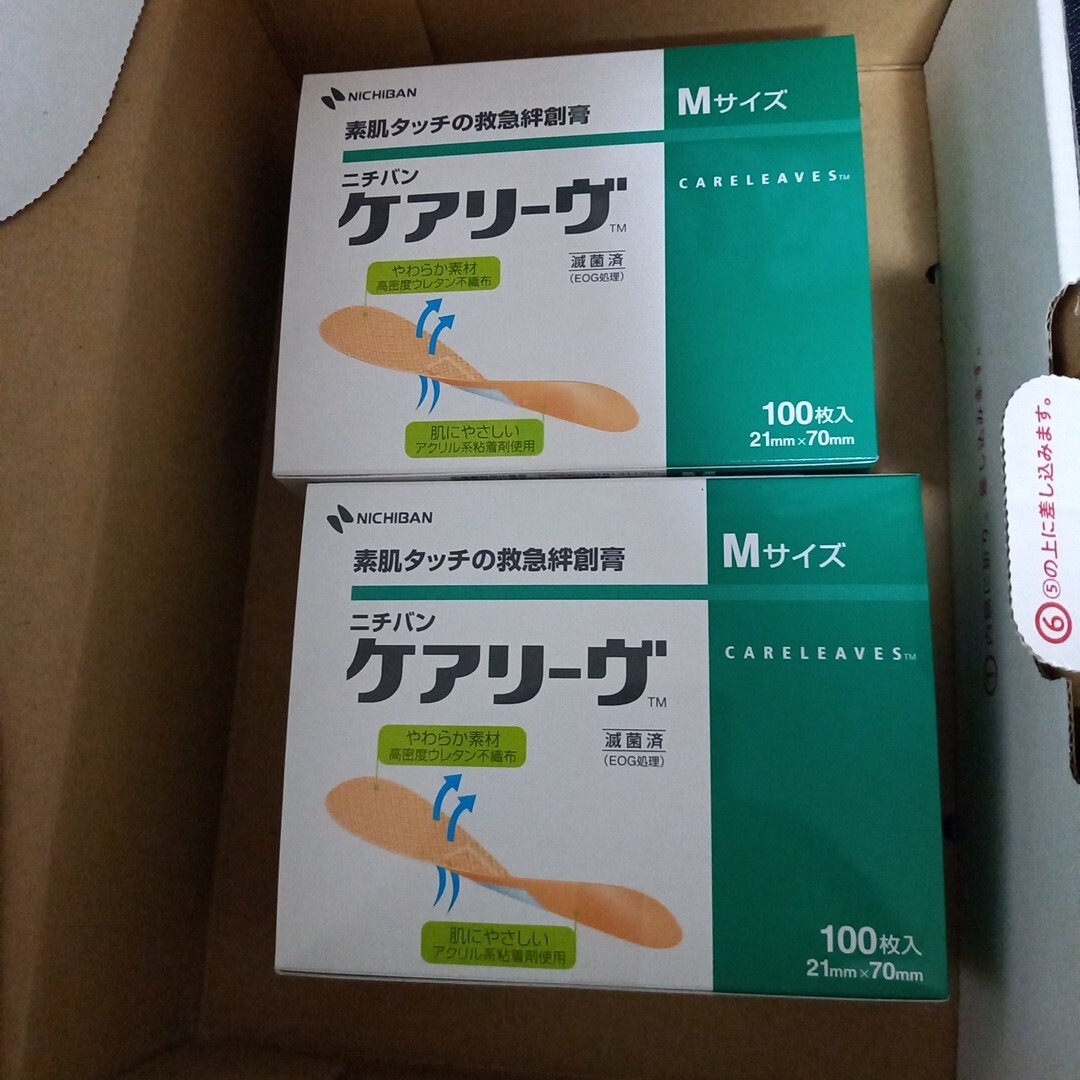 NICHIBAN
素肌タッチの救急絆創膏
Mサイズ
ニチバン
ケアリーヴ™
CARELEAVES™
滅菌済
(EOG処理)
やわらか素材
高密度ウレタン不織布
肌にやさしい
アクリル系粘着剤使用
100枚入
21mm×70mm
NICHIBAN
素肌タッチの救急絆創膏
Mサイズ
ニチバン
ケアリーヴ™
CARELEAVES™
滅菌済
(EOG処理)
やわらか素材
高密度ウレタン不織布
肌にやさしい
アクリル系粘着剤使用
100枚入
21mm×70mm
⑥⑤の上に差し込みます。